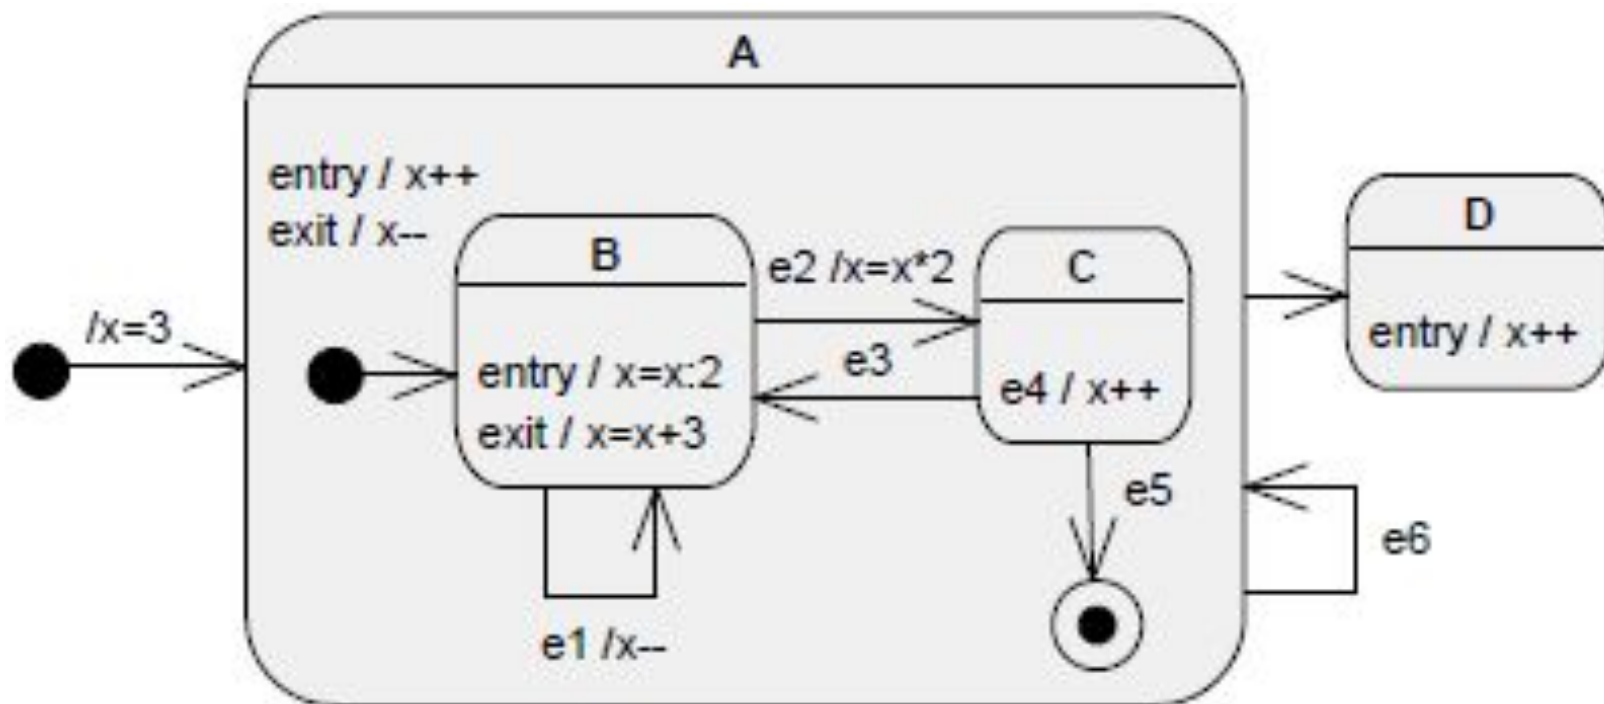 A
entry / x++
exit / x--
B
entry / x=x:2
exit / x=x+3
e2 /x=x*2
e3
C
e4 / x++
D
entry / x++
/x=3
e5
e6
e1 /x--